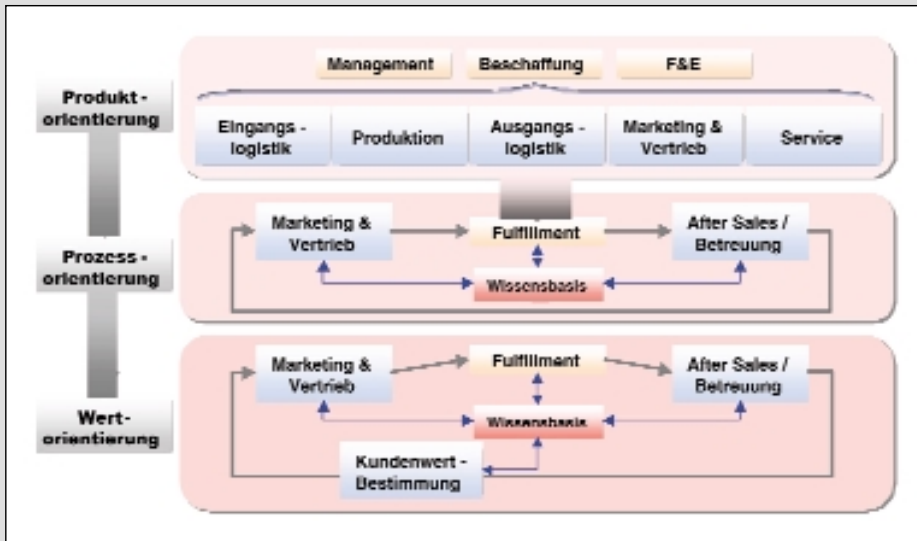 Management
Beschaffung
F&E
Produkt-
orientierung
Eingangs-
logistik
Produktion
Ausgangs-
logistik
Marketing &
Vertrieb
Service
Prozess-
orientierung
Marketing &
Vertrieb
Fulfillment
After Sales /
Betreuung
Wissensbasis
Wert-
orientierung
Marketing &
Vertrieb
Fulfillment
After Sales /
Betreuung
Wissensbasis
Kundenwert-
Bestimmung